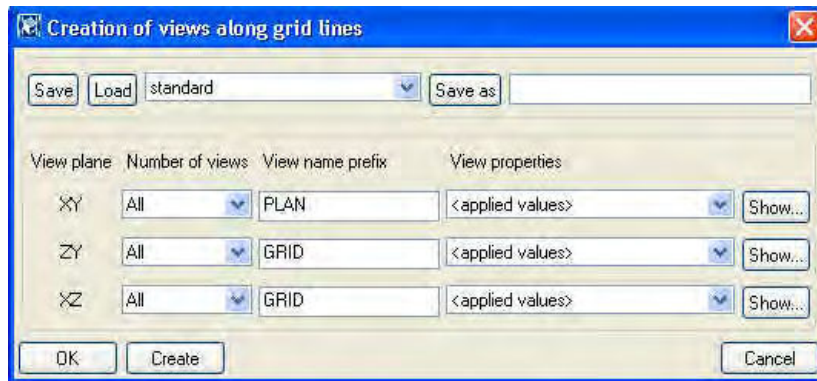 Creation of views along grid lines
Save Load standard Save as
View plane Number of views View name prefix View properties
XY All PLAN <applied values> Show...
ZY All GRID <applied values> Show...
XZ All GRID <applied values> Show...
OK Create Cancel